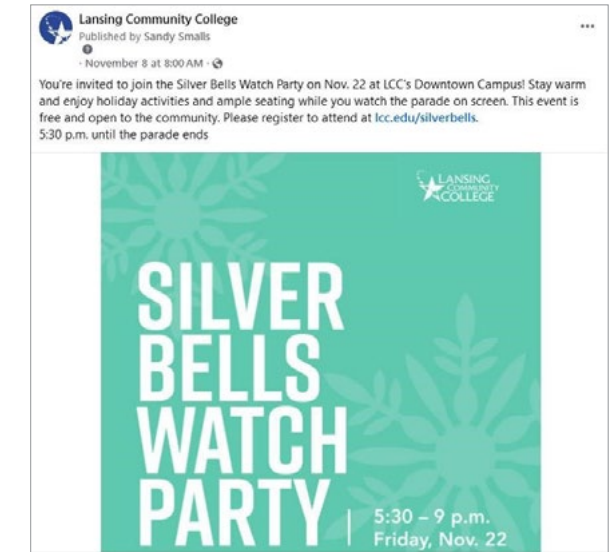 Lansing Community College
Published by Sandy Smalls
· November 8 at 8:00 AM ·
You're invited to join the Silver Bells Watch Party on Nov. 22 at LCC's Downtown Campus! Stay warm
and enjoy holiday activities and ample seating while you watch the parade on screen. This event is
free and open to the community. Please register to attend at lcc.edu/silverbells.
5:30 p.m. until the parade ends
LANSING
COMMUNITY
COLLEGE
SILVER
BELLS
WATCH
PARTY
5:30 – 9 p.m.
Friday, Nov. 22